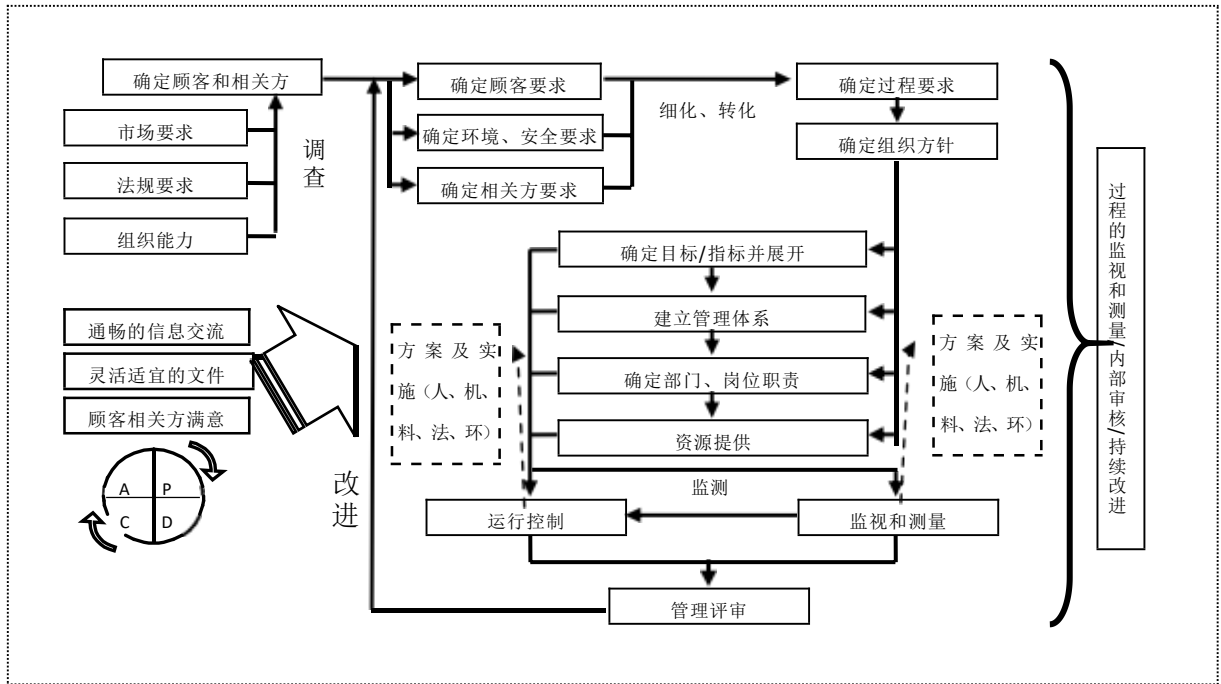 确定顾客和相关方
市场要求
法规要求
组织能力
调
查
确定顾客要求
确定环境、安全要求
确定相关方要求
细化、转化
确定过程要求
确定组织方针
确定目标/指标并展开
建立管理体系
确定部门、岗位职责
资源提供
通畅的信息交流
灵活适宜的文件
顾客相关方满意
A P
C D
改
进
方案及实
施（人、机、
料、法、环）
方案及实
施（人、机、
料、法、环）
监测
运行控制
监视和测量
管理评审
过程的监视和测量/内部审核/持续改进